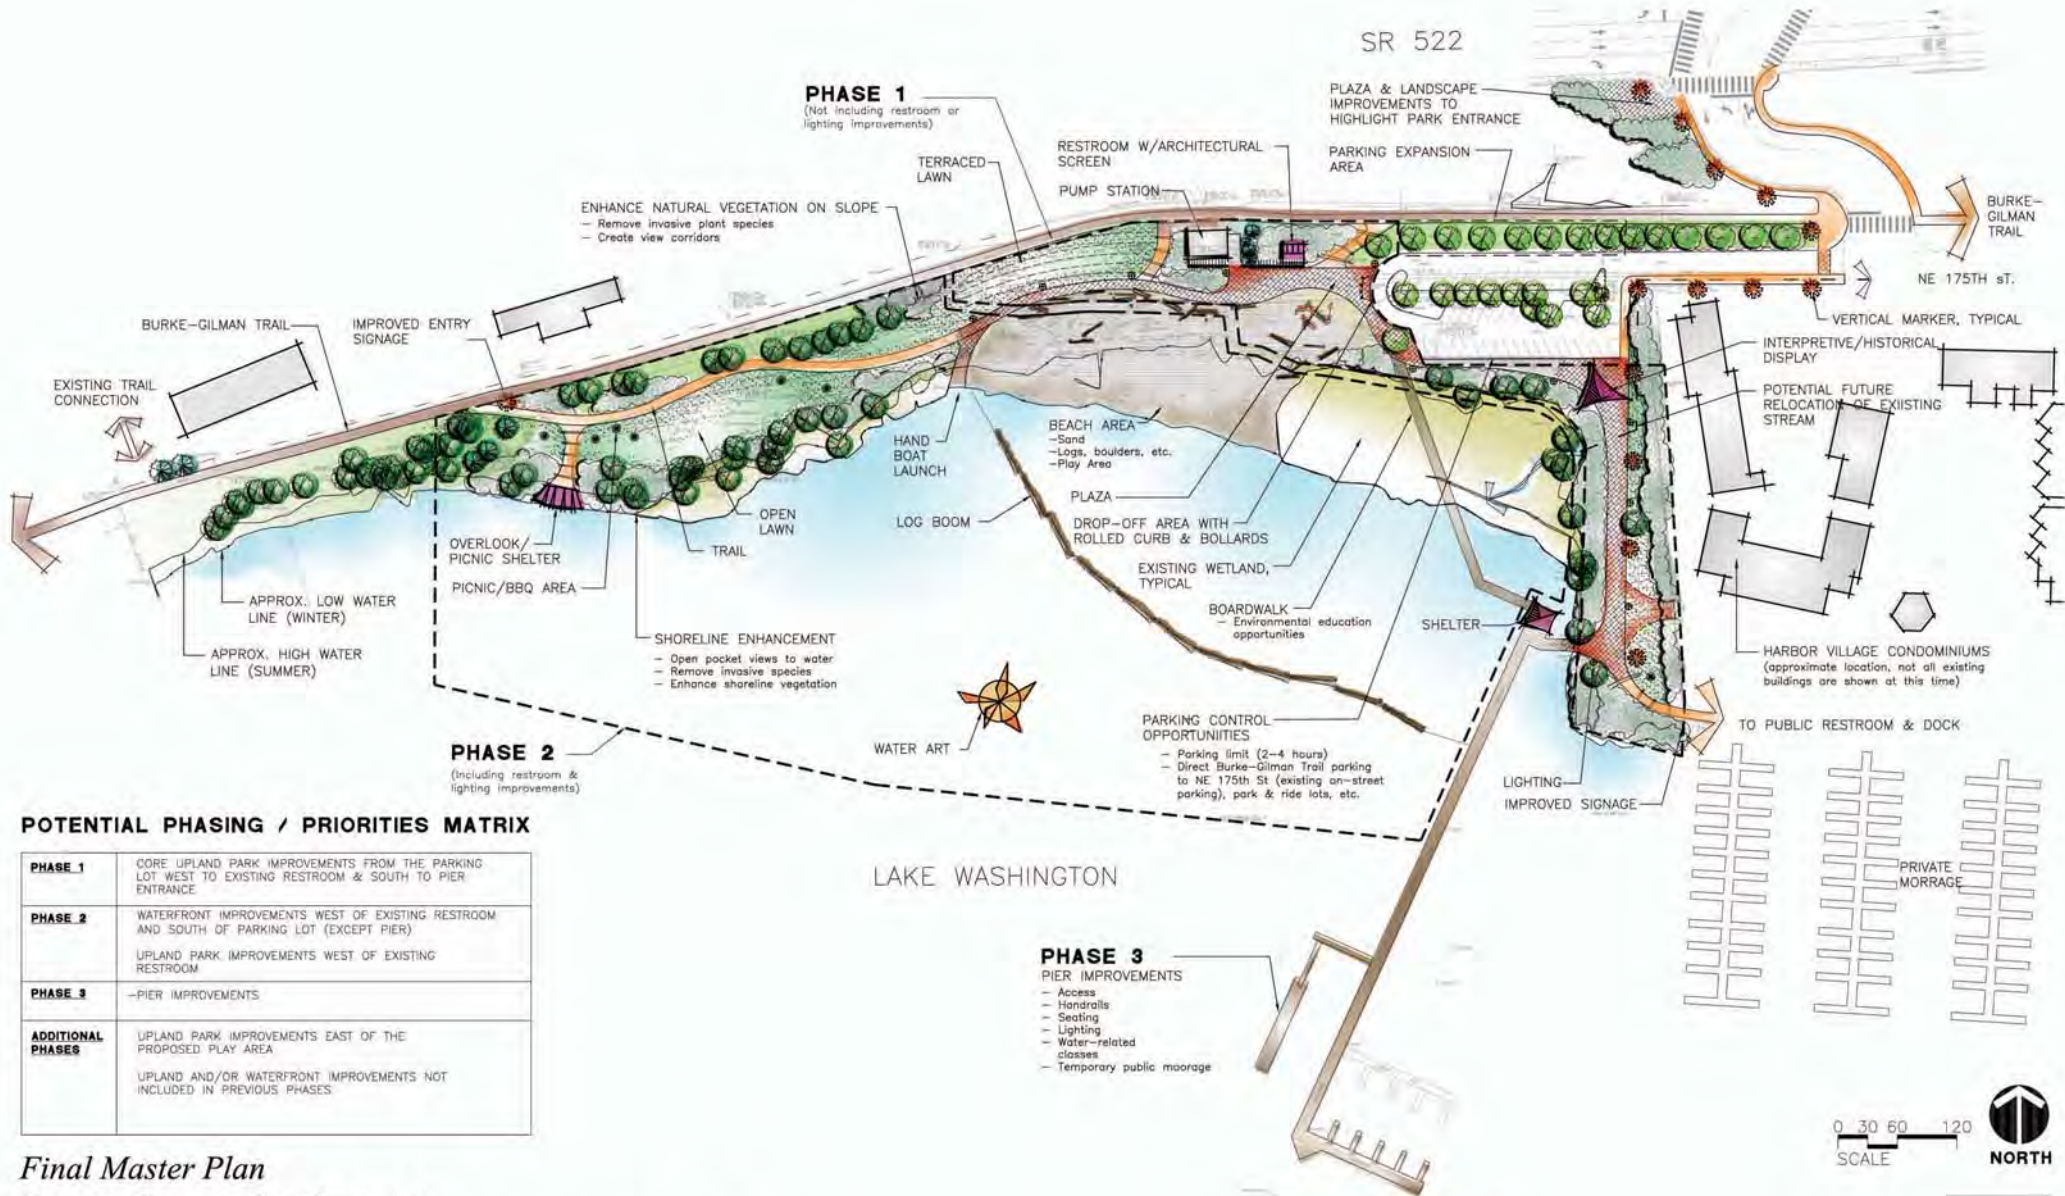 SR 522
PHASE 1
(Not including restroom or
lighting improvements)
PLAZA & LANDSCAPE
IMPROVEMENTS TO
HIGHLIGHT PARK ENTRANCE
TERRACED
LAWN
RESTROOM W/ARCHITECTURAL
SCREEN
PUMP STATION
PARKING EXPANSION
AREA
ENHANCE NATURAL VEGETATION ON SLOPE
- Remove invasive plant species
- Create view corridors
BURKE-
GILMAN
TRAIL
NE 175TH sT.
BURKE-GILMAN TRAIL
IMPROVED ENTRY
SIGNAGE
VERTICAL MARKER, TYPICAL
INTERPRETIVE/HISTORICAL
DISPLAY
EXISTING TRAIL
CONNECTION
POTENTIAL FUTURE
RELOCATION OF EXIISTING
STREAM
HAND
BOAT
LAUNCH
BEACH AREA
-Sand
-Logs, boulders, etc.
-Play Area
PLAZA
LOG BOOM
OPEN
LAWN
TRAIL
DROP-OFF AREA WITH
ROLLED CURB & BOLLARDS
OVERLOOK/
PICNIC SHELTER
PICNIC/BBQ AREA
EXISTING WETLAND,
TYPICAL
APPROX. LOW WATER
LINE (WINTER)
BOARDWALK
- Environmental education
opportunities
SHELTER
SHORELINE ENHANCEMENT
- Open pocket views to water
- Remove invasive species
- Enhance shoreline vegetation
APPROX. HIGH WATER
LINE (SUMMER)
HARBOR VILLAGE CONDOMINIUMS
(approximate location, not all existing
buildings are shown at this time)
PHASE 2
(Including restroom &
lighting improvements)
WATER ART
PARKING CONTROL
OPPORTUNITIES
- Parking limit (2-4 hours)
- Direct Burke-Gilman Trail parking
to NE 175th St (existing on-street
parking), park & ride lots, etc.
TO PUBLIC RESTROOM & DOCK
LIGHTING
IMPROVED SIGNAGE
POTENTIAL PHASING / PRIORITIES MATRIX
PHASE 1
CORE UPLAND PARK IMPROVEMENTS FROM THE PARKING
LOT WEST TO EXISTING RESTROOM & SOUTH TO PIER
ENTRANCE
PHASE 2
WATERFRONT IMPROVEMENTS WEST OF EXISTING RESTROOM
AND SOUTH OF PARKING LOT (EXCEPT PIER)
UPLAND PARK IMPROVEMENTS WEST OF EXISTING
RESTROOM
PHASE 3
-PIER IMPROVEMENTS
ADDITIONAL
PHASES
UPLAND PARK IMPROVEMENTS EAST OF THE
PROPOSED PLAY AREA
UPLAND AND/OR WATERFRONT IMPROVEMENTS NOT
INCLUDED IN PREVIOUS PHASES
LAKE WASHINGTON
PRIVATE
MORRAGE
PHASE 3
PIER IMPROVEMENTS
- Access
- Handrails
- Seating
- Lighting
- Water-related
classes
- Temporary public moorage
0 30 60 120
SCALE
NORTH
Final Master Plan